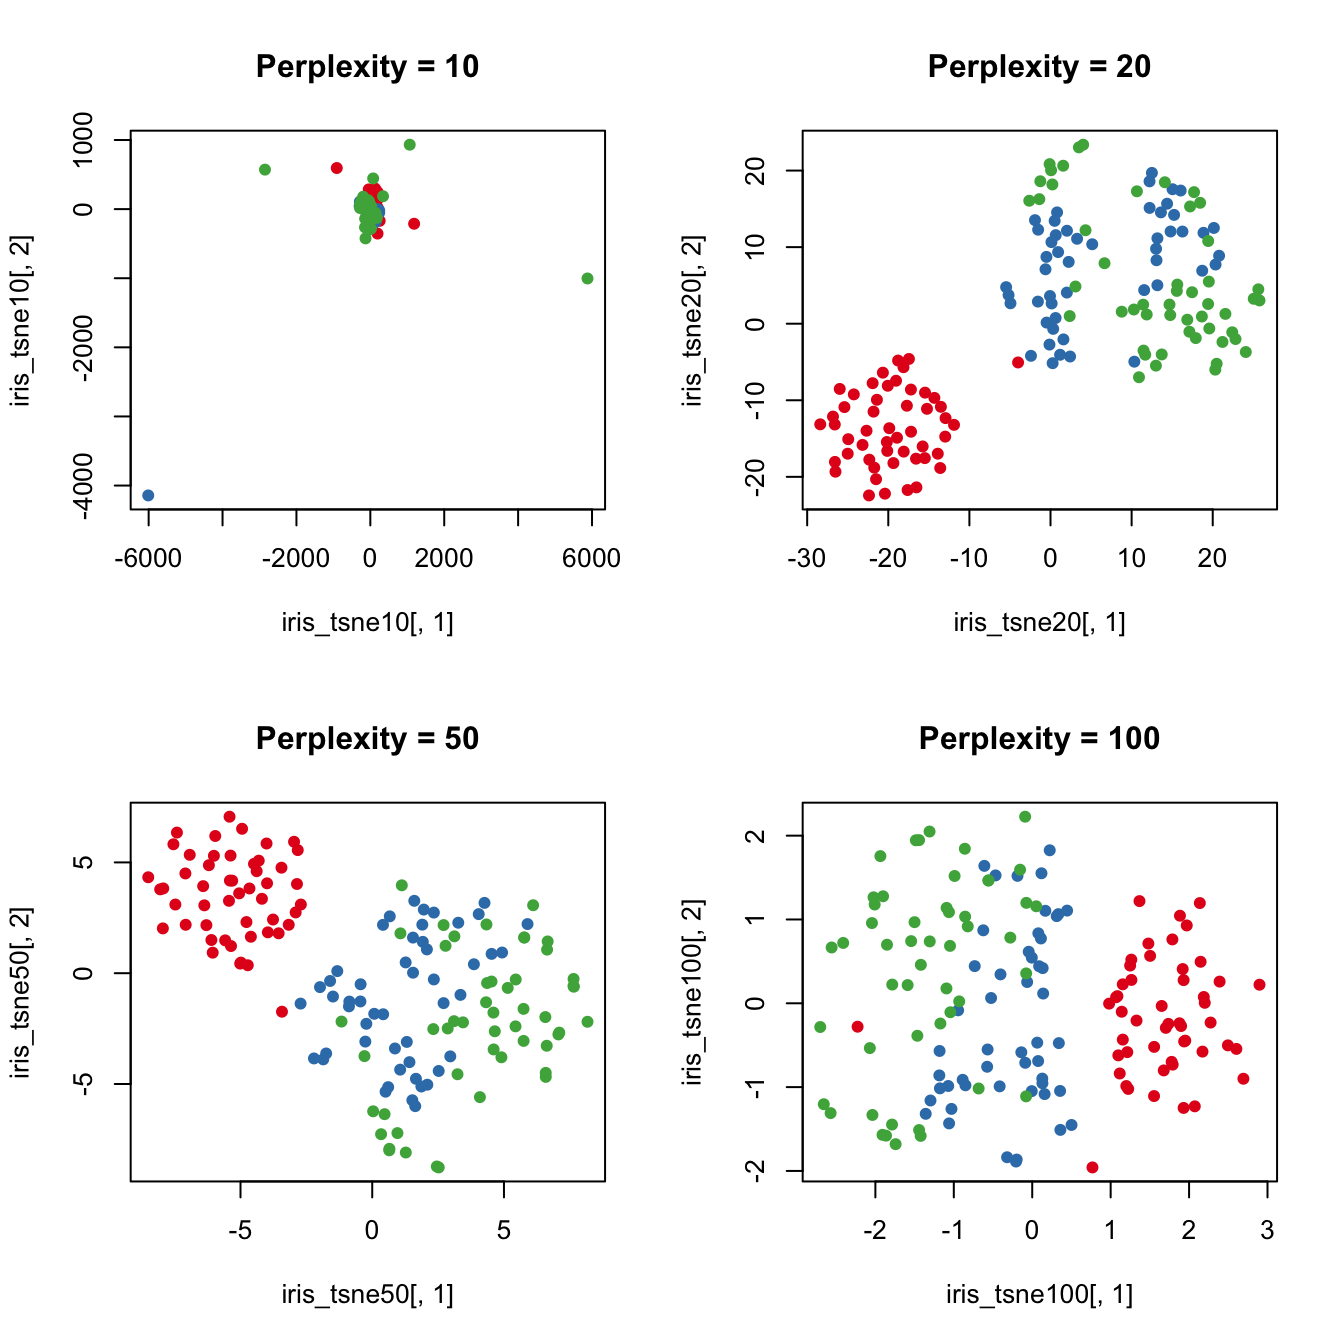 Perplexity = 10
1000
0
-2000
-4000
iris_tsne10[, 2]
-6000 -2000 0 2000 6000
iris_tsne10[, 1]
Perplexity = 20
20
10
0
-10
-20
iris_tsne20[, 2]
-30 -20 -10 0 10 20
iris_tsne20[, 1]
Perplexity = 50
5
0
-5
iris_tsne50[, 2]
-5 0 5
iris_tsne50[, 1]
Perplexity = 100
2
1
0
-1
-2
iris_tsne100[, 2]
-2 -1 0 1 2 3
iris_tsne100[, 1]